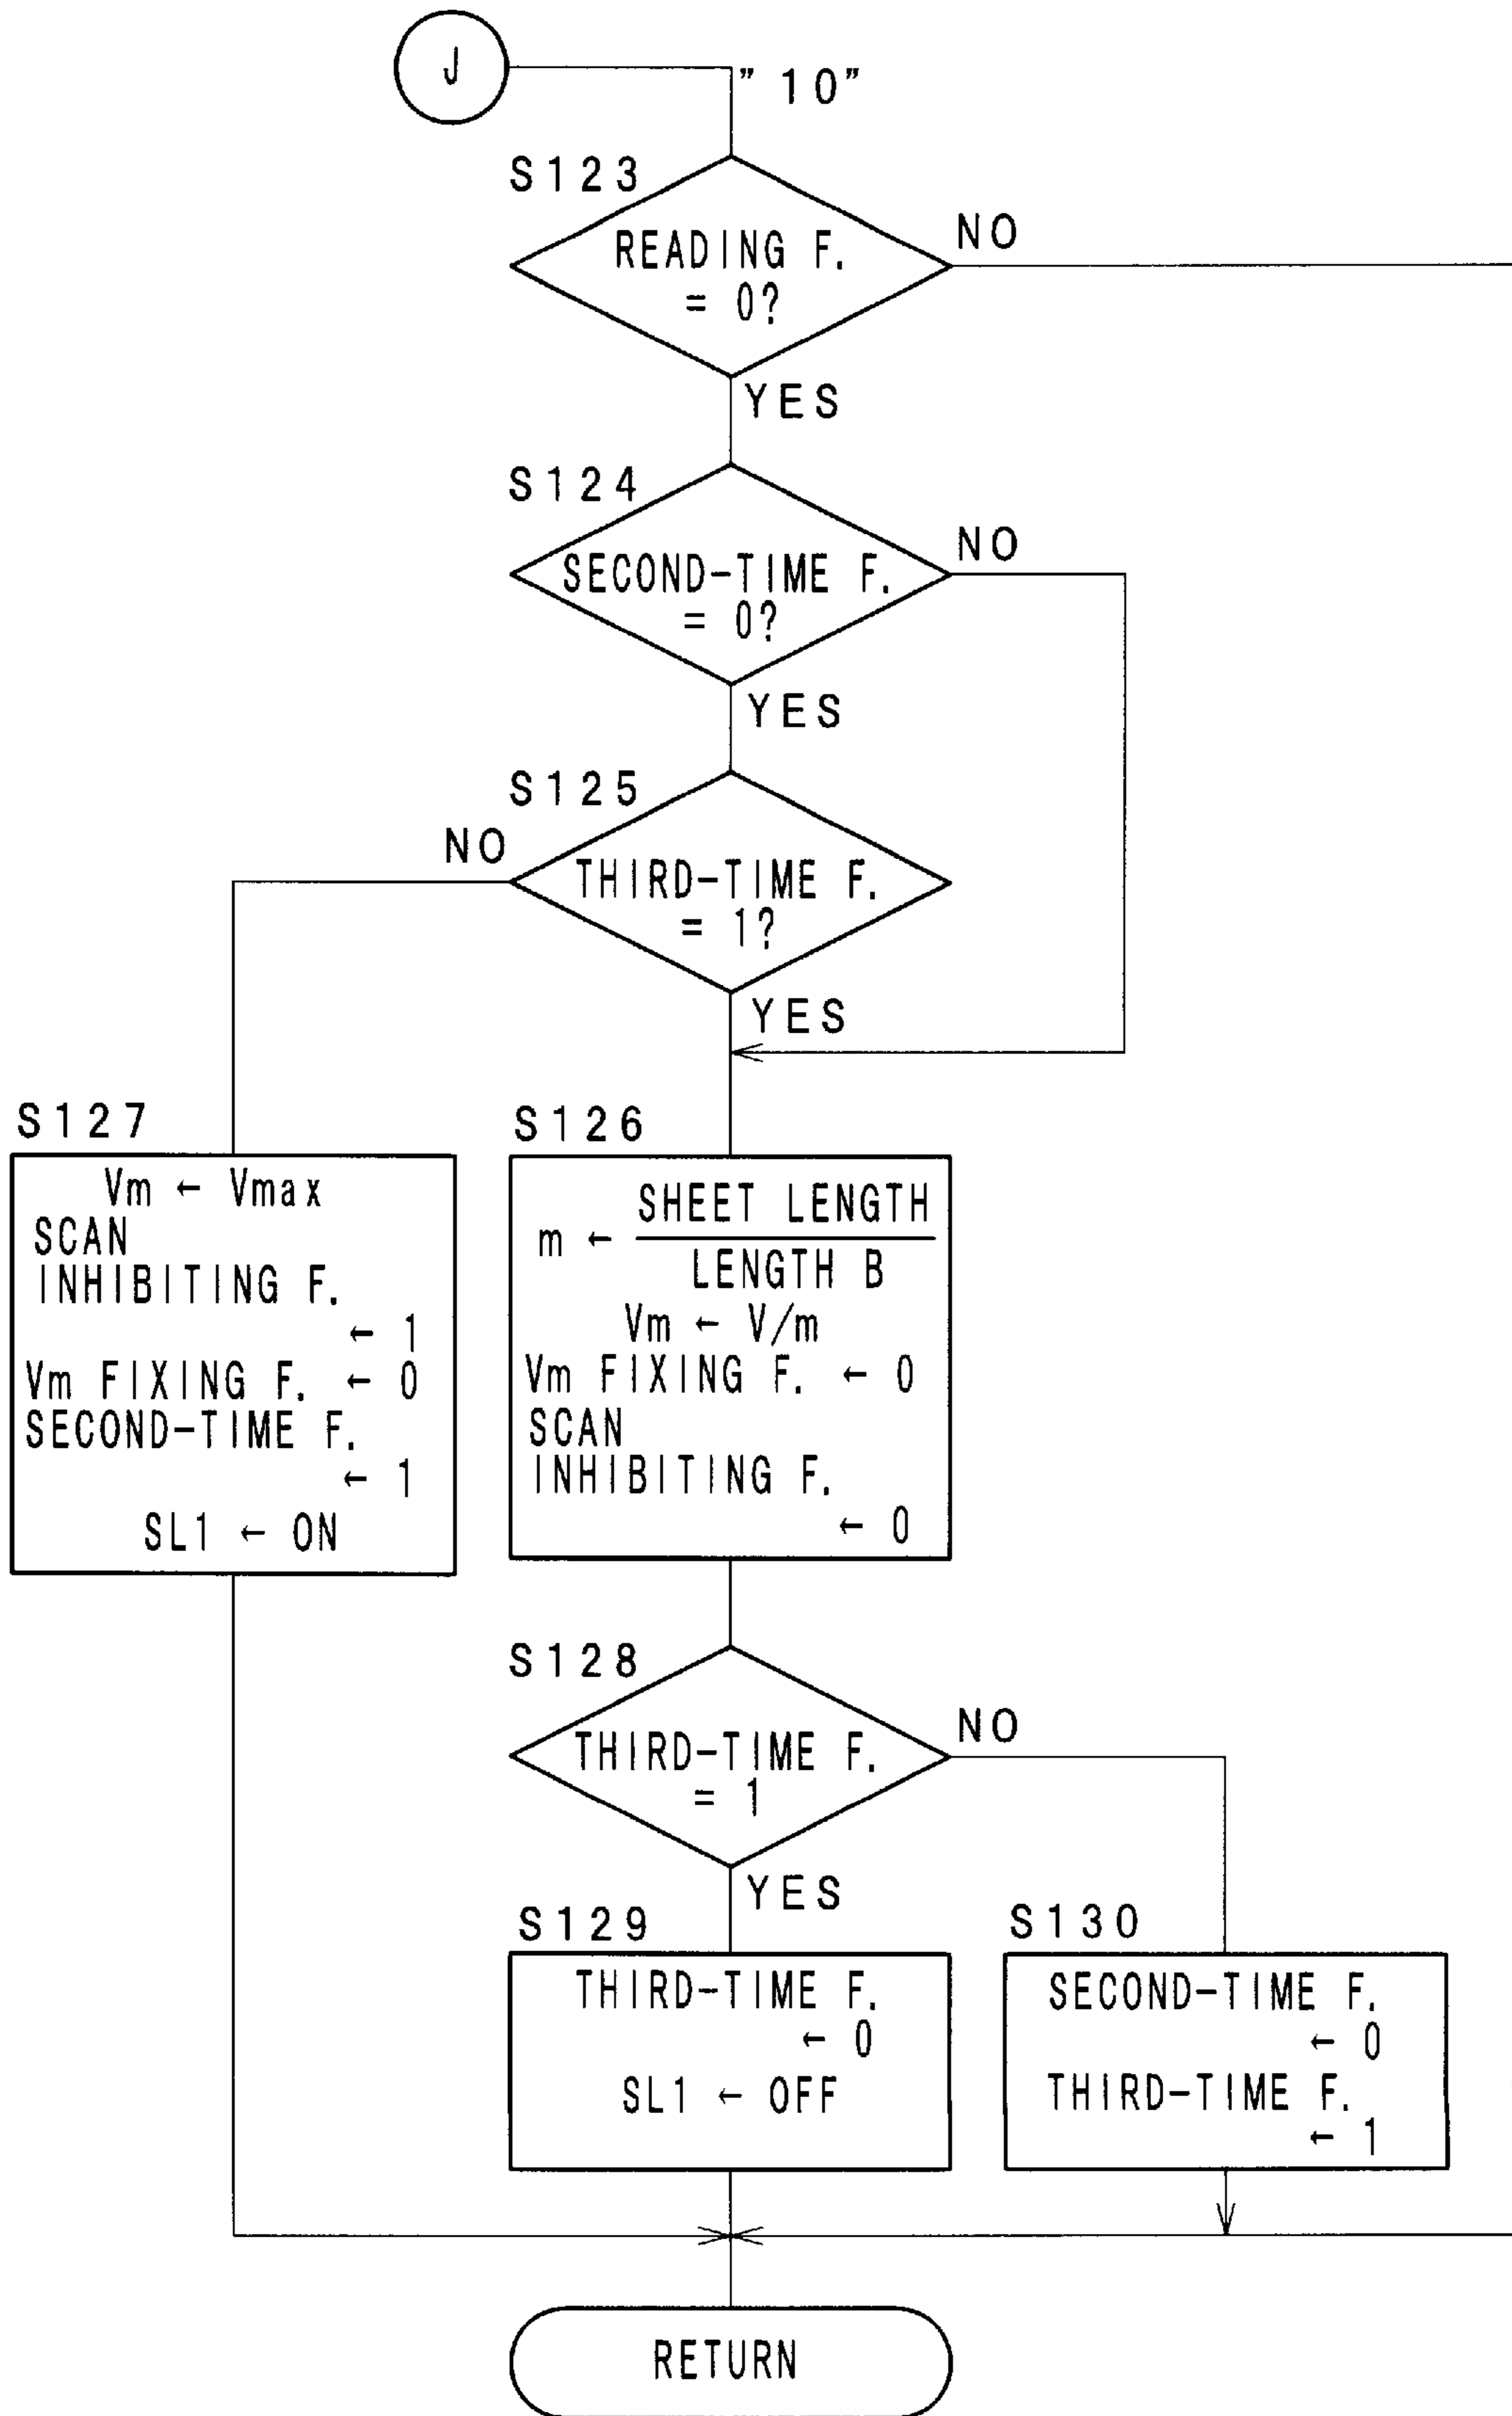 J
"10"
S123
READING F.
= 0?
NO
YES
S124
SECOND-TIME F.
= 0?
NO
YES
S125
THIRD-TIME F.
= 1?
NO
YES
S127
Vm ← Vmax
SCAN
INHIBITING F.
← 1
Vm FIXING F. ← 0
SECOND-TIME F.
← 1
SL1 ← ON
S126
m ← SHEET LENGTH
LENGTH B
Vm ← V/m
Vm FIXING F. ← 0
SCAN
INHIBITING F.
← 0
S128
THIRD-TIME F.
= 1
NO
YES
S129
THIRD-TIME F.
← 0
SL1 ← OFF
S130
SECOND-TIME F.
← 0
THIRD-TIME F.
← 1
RETURN